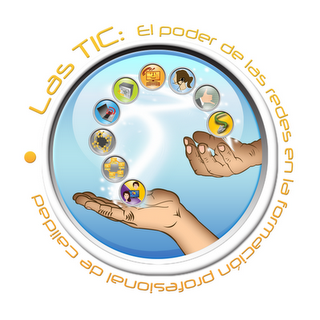 Las TIC: El poder de las redes en la formación profesional de calidad